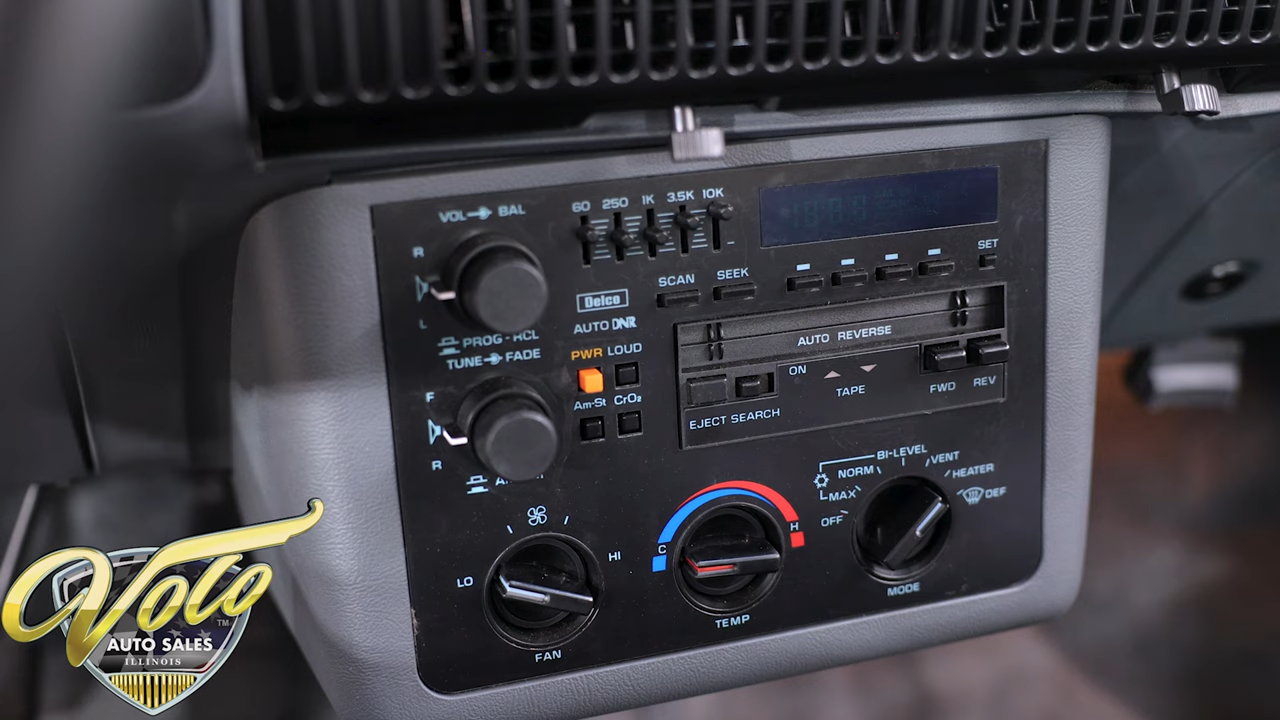 VOL BAL
60 250 1K 3.5K 10K
R
L
SCAN SEEK
SET
Delco
AUTO DNR
PROG - RCL
TUNE FADE
PWR LOUD
Am-St CrO₂
AUTO REVERSE
ON
TAPE
FWD REV
EJECT SEARCH
F
R
BI-LEVEL
NORM VENT
MAX HEATER
OFF DEF
LO HI
C H
FAN
TEMP
MODE
Volo
TM
AUTO SALES
ILLINOIS